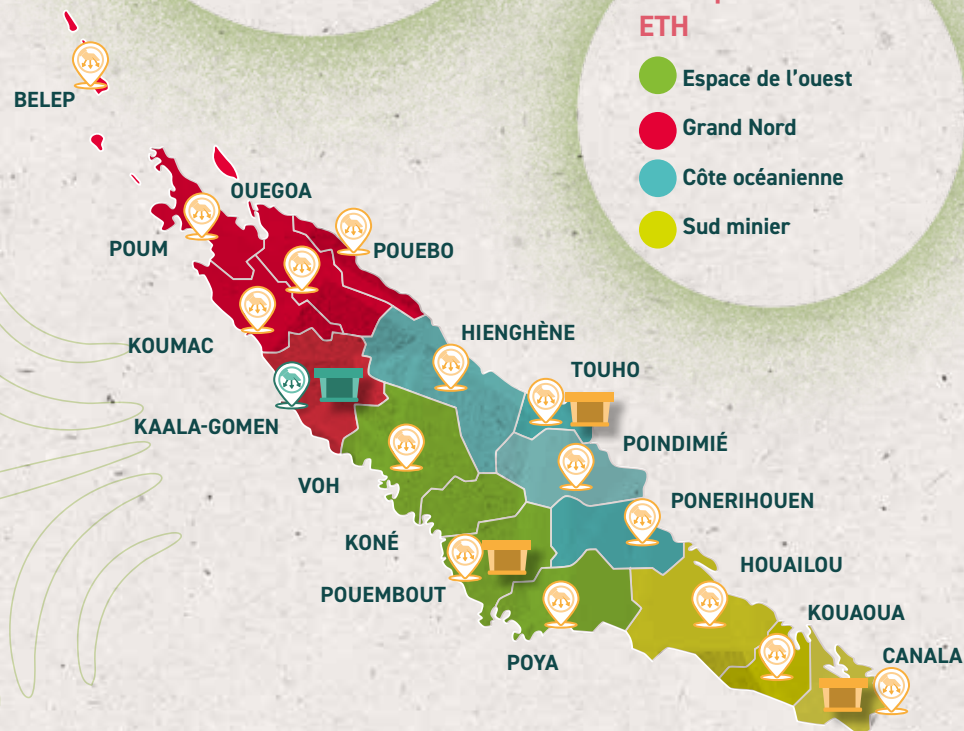 ETH
Espace de l'ouest
Grand Nord
Côte océanienne
Sud minier
BELEP
OUEGOA
POUM
POUEBO
KOUMAC
HIENGHÈNE
TOUHO
KAALA-GOMEN
POINDIMIÉ
VOH
PONERIHOUEN
KONÉ
HOUAILOU
POUEMBOUT
KOUAOUA
POYA
CANALA